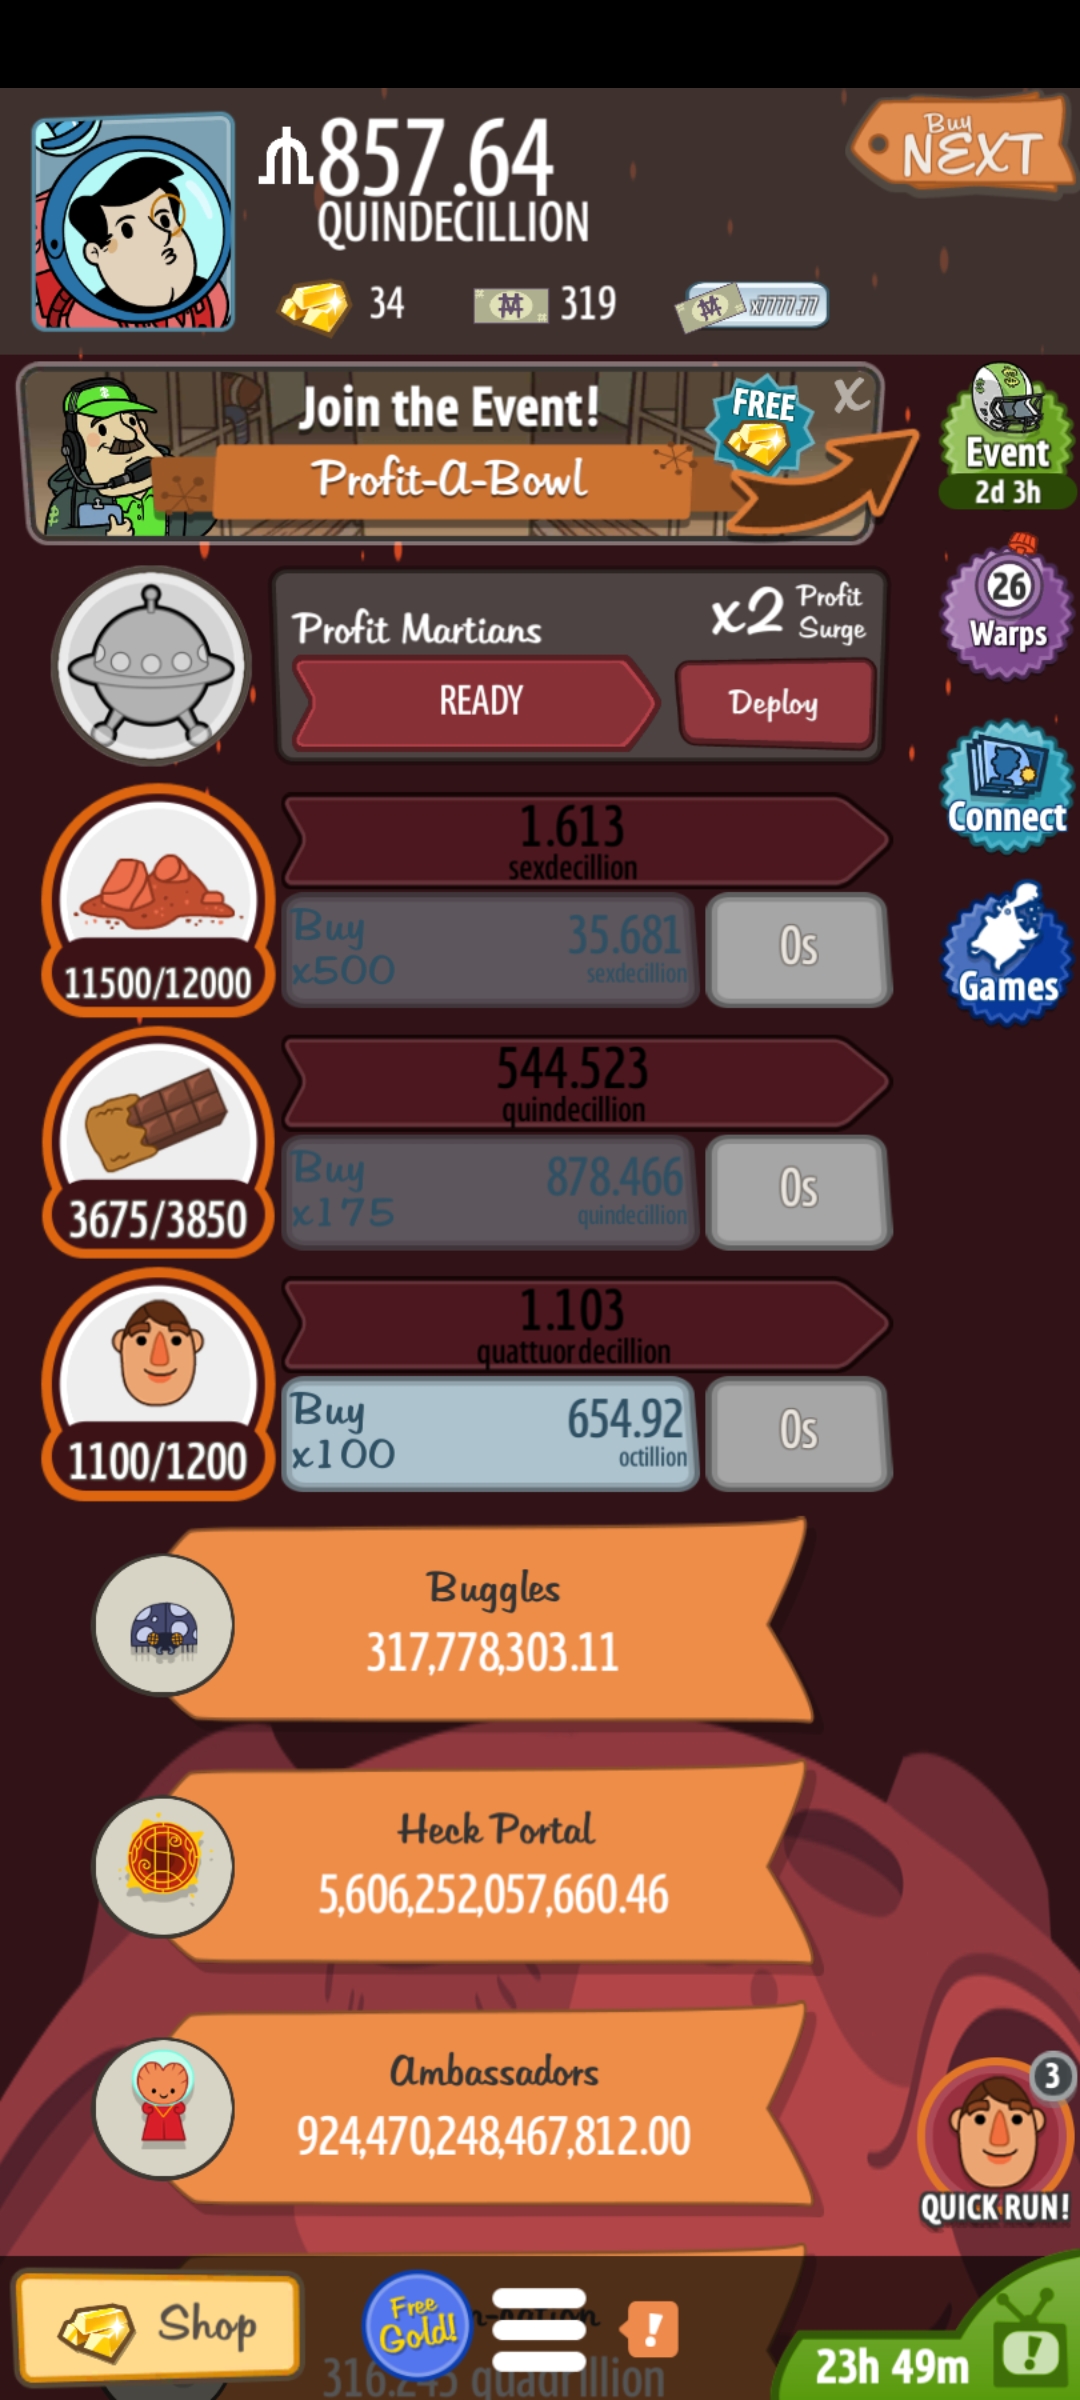 857.64
QUINDECILLION
Buy
NEXT
34
319
x7777.77
Join the Event!
Profit-A-Bowl
FREE
X
Event
2d 3h
Profit Martians
x2 Profit Surge
READY
Deploy
26
Warps
Connect
Games
1.613
sexdecillion
11500/12000
Buy
x500
35.681
sexdecillion
0s
544.523
quindecillion
3675/3850
Buy
x175
878.466
quindecillion
0s
1.103
quattuordecillion
1100/1200
Buy
x100
654.92
octillion
0s
Buggles
317,778,303.11
Heck Portal
5,606,252,057,660.46
Ambassadors
924,470,248,467,812.00
3
QUICK RUN!
Shop
Free
Gold!
!
316.245 quadrillion
23h 49m
!